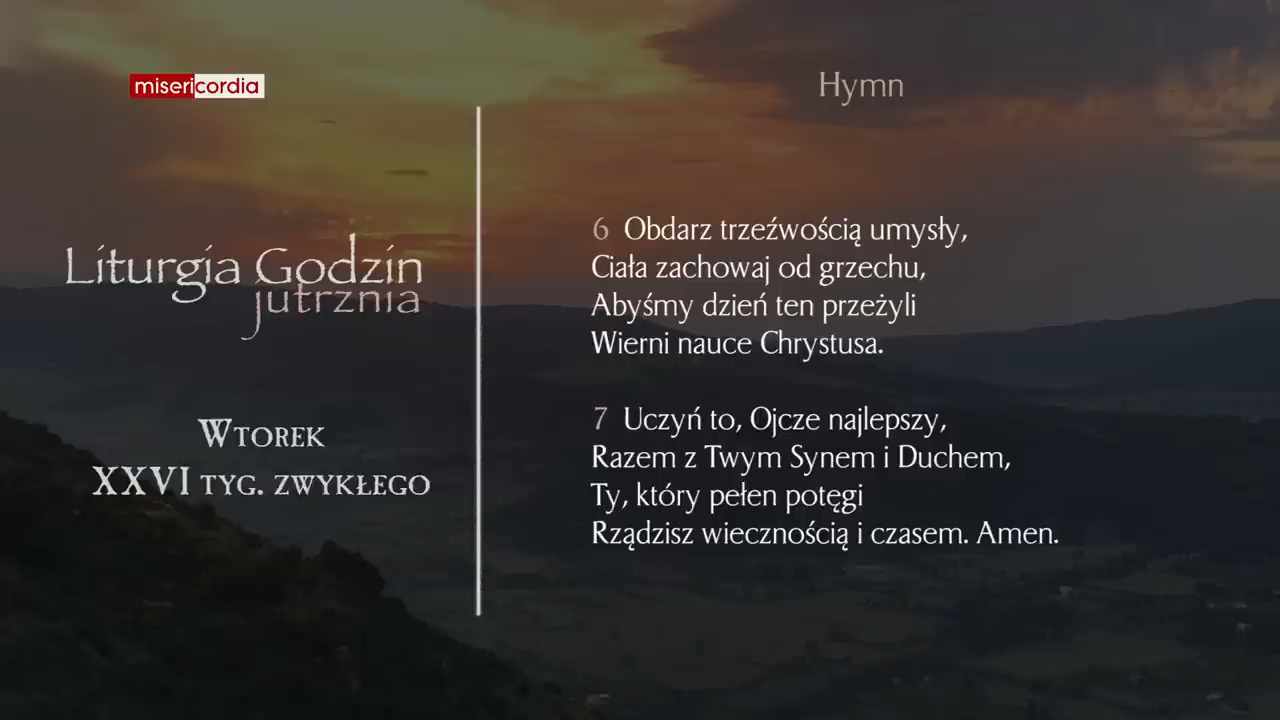 misericordia
Liturgia Godzin
jutrznia
Wtorek
XXVI tyg. zwykłego
Hymn
6 Obdarz trzeźwością umysły,
Ciała zachowaj od grzechu,
Abyśmy dzień ten przeżyli
Wierni nauce Chrystusa.
7 Uczyń to, Ojcze najlepszy,
Razem z Twym Synem i Duchem,
Ty, który pełen potęgi
Rządzisz wiecznością i czasem. Amen.